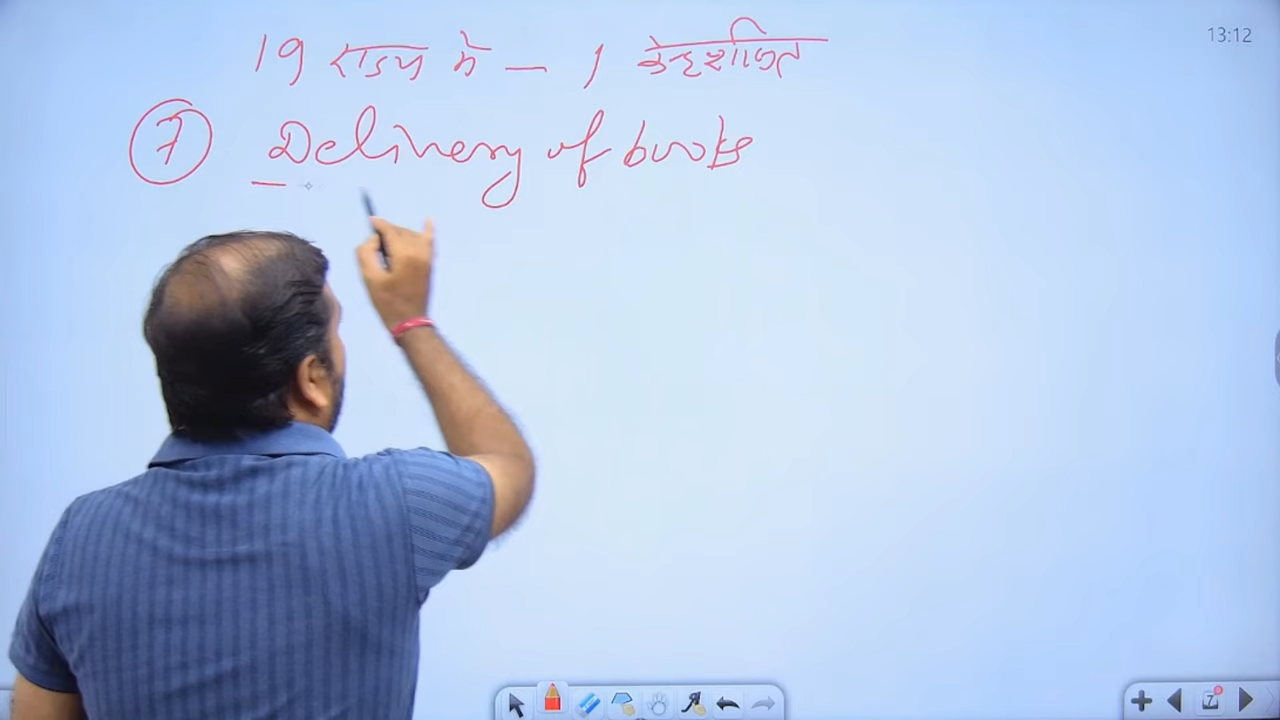 13:12
19 राज्य में – 1 केन्द्रशासित
⑦ Delivery of books